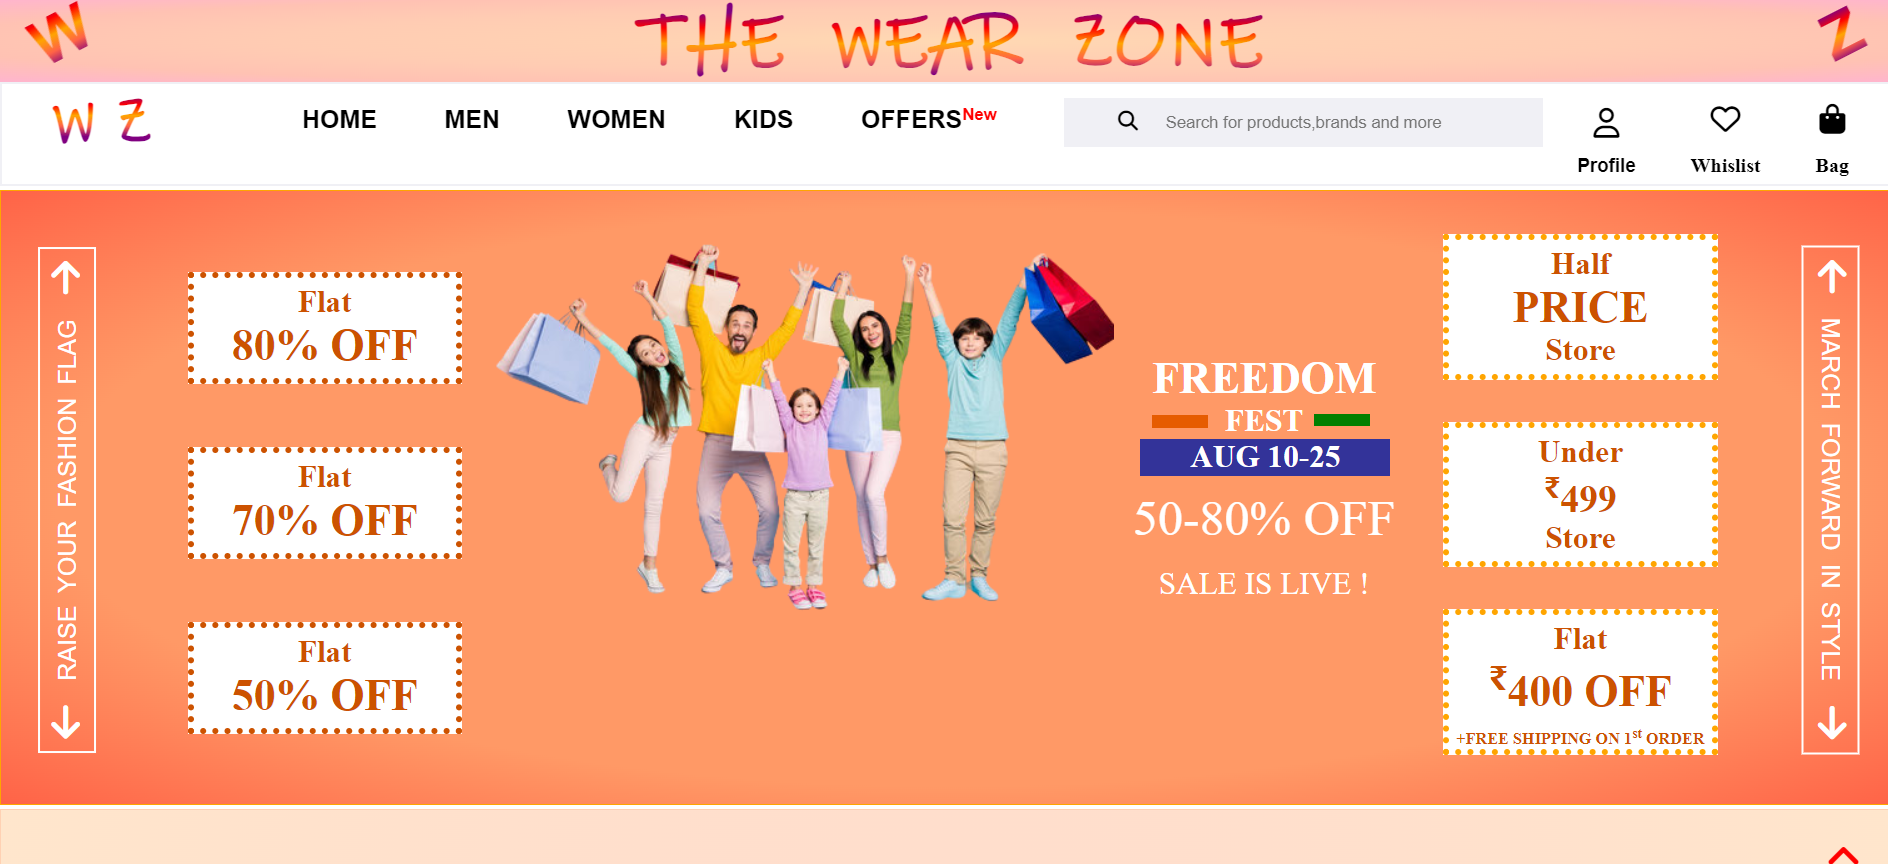 W
THE WEAR ZONE
Z
W Z
HOME MEN WOMEN KIDS OFFERSNew
Search for products,brands and more
Profile
Whislist
Bag
RAISE YOUR FASHION FLAG
Flat
80% OFF
Flat
70% OFF
Flat
50% OFF
FREEDOM
FEST
AUG 10-25
50-80% OFF
SALE IS LIVE !
Half
PRICE
Store
Under
₹499
Store
Flat
₹400 OFF
+FREE SHIPPING ON 1st ORDER
MARCH FORWARD IN STYLE